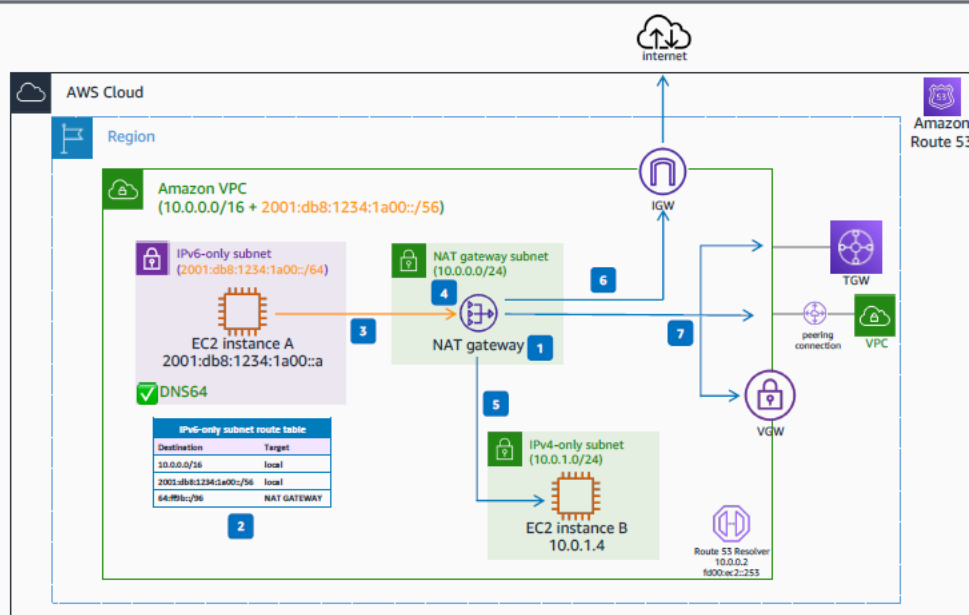 internet
AWS Cloud
53
Amazon
Route 53
Region
Amazon VPC
(10.0.0.0/16 + 2001:db8:1234:1a00::/56)
IGW
IPv6-only subnet
(2001:db8:1234:1a00::/64)
EC2 instance A
2001:db8:1234:1a00::a
DNS64
3
NAT gateway subnet
(10.0.0.0/24)
4
NAT gateway
1
6
7
TGW
peering
connection
VPC
VGW
5
IPv6-only subnet route table
Destination Target
10.0.0.0/16 local
2001:db8:1234:1a00::/56 local
64:ff9b::/96 NAT GATEWAY
2
IPv4-only subnet
(10.0.1.0/24)
EC2 instance B
10.0.1.4
Route 53 Resolver
10.0.0.2
fd00:ec2::253